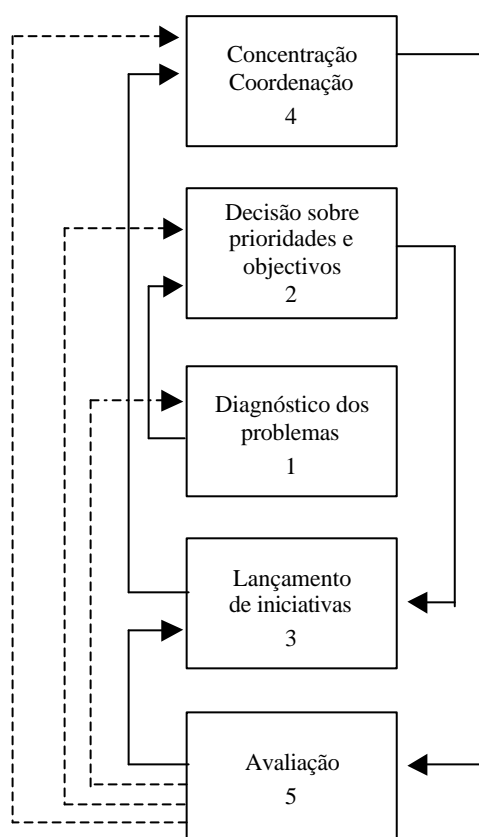 Concentração
Coordenação
4
Decisão sobre
prioridades e
objectivos
2
Diagnóstico dos
problemas
1
Lançamento
de iniciativas
3
Avaliação
5